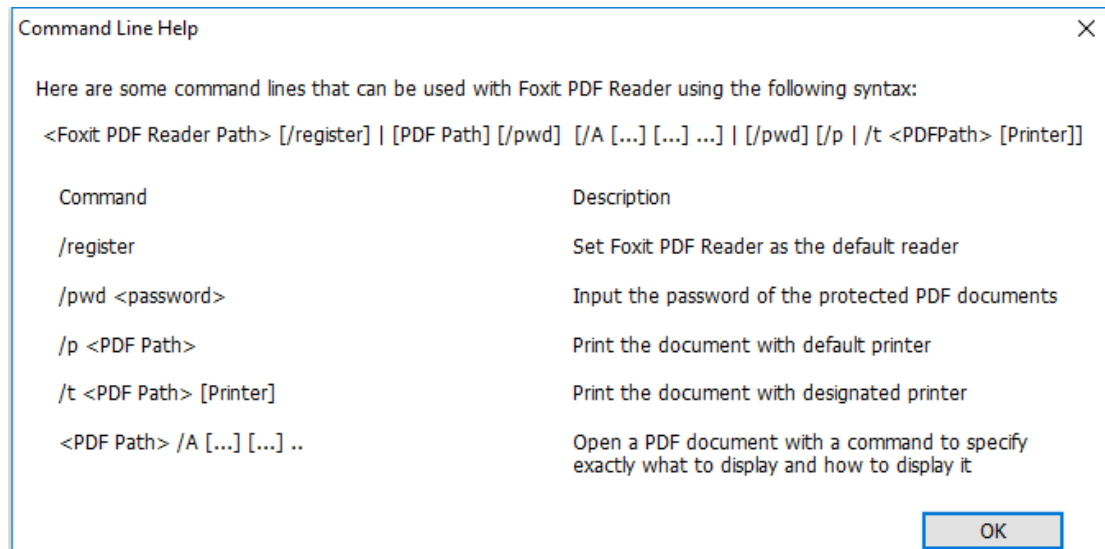 Command Line Help
Here are some command lines that can be used with Foxit PDF Reader using the following syntax:
<Foxit PDF Reader Path> [/register] | [PDF Path] [/pwd] [/A [...] [...] ...] | [/pwd] [/p | /t <PDFPath> [Printer]]
Command Description
/register Set Foxit PDF Reader as the default reader
/pwd <password> Input the password of the protected PDF documents
/p <PDF Path> Print the document with default printer
/t <PDF Path> [Printer] Print the document with designated printer
<PDF Path> /A [...] [...] .. Open a PDF document with a command to specify
exactly what to display and how to display it
OK